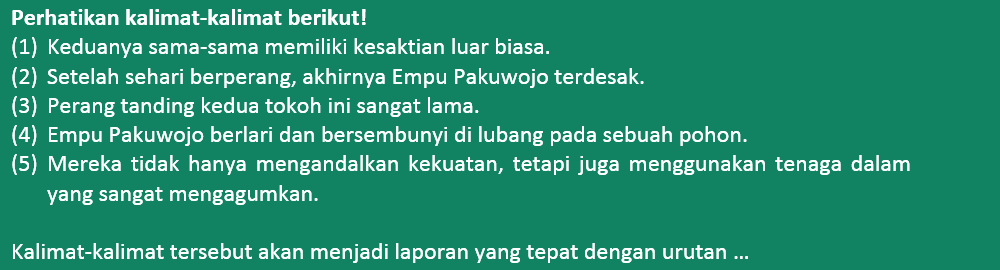 Perhatikan kalimat-kalimat berikut!
(1) Keduanya sama-sama memiliki kesaktian luar biasa.
(2) Setelah sehari berperang, akhirnya Empu Pakuwojo terdesak.
(3) Perang tanding kedua tokoh ini sangat lama.
(4) Empu Pakuwojo berlari dan bersembunyi di lubang pada sebuah pohon.
(5) Mereka tidak hanya mengandalkan kekuatan, tetapi juga menggunakan tenaga dalam
yang sangat mengagumkan.
Kalimat-kalimat tersebut akan menjadi laporan yang tepat dengan urutan ...